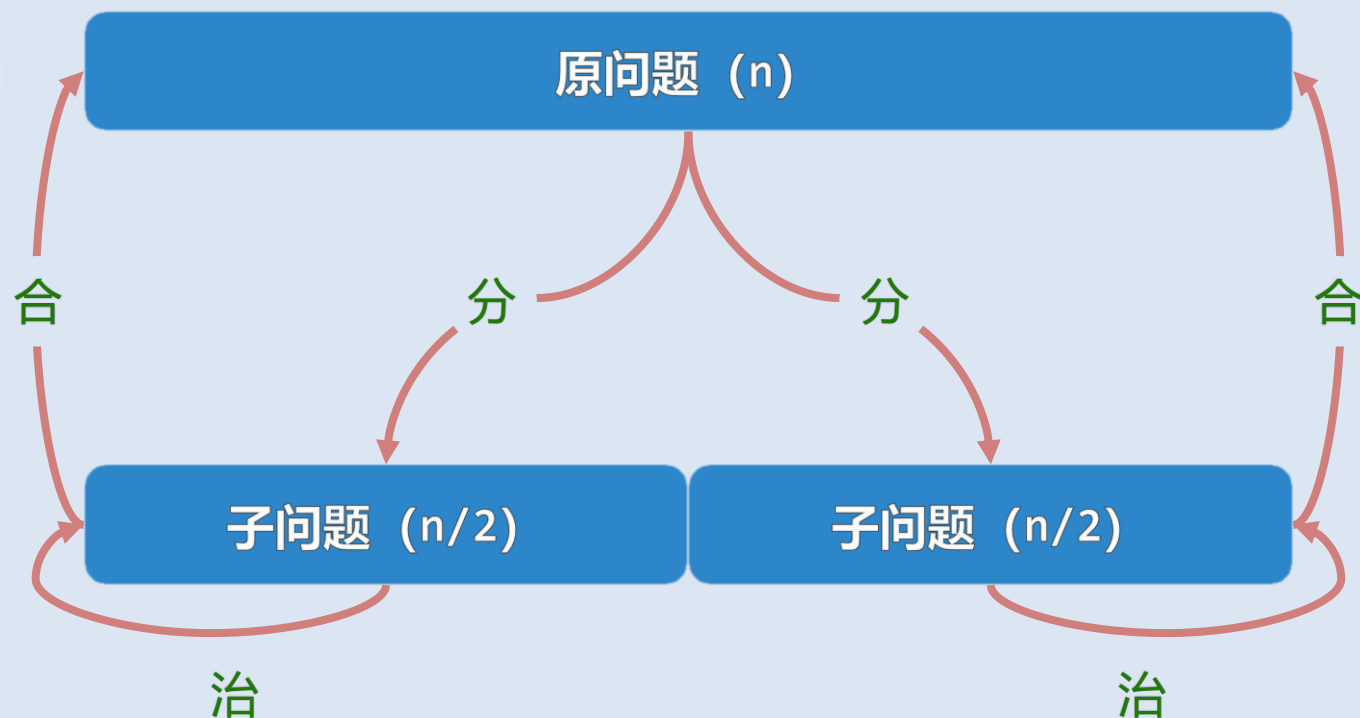 原问题 (n)
合
分
分
合
子问题 (n/2)
子问题 (n/2)
治
治